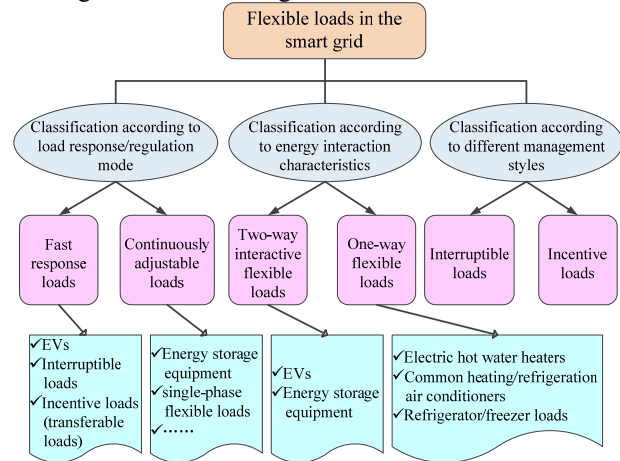 Flexible loads in the
smart grid
Classification according to
load response/regulation
mode
Classification according
to energy interaction
characteristics
Classification according
to different management
styles
Fast
response
loads
Continuously
adjustable
loads
Two-way
interactive
flexible
loads
One-way
flexible
loads
Interruptible
loads
Incentive
loads
✓EVs
✓Interruptible
loads
✓Incentive loads
(transferable
loads)
✓Energy storage
equipment
✓single-phase
flexible loads
✓……
✓EVs
✓Energy storage
equipment
✓Electric hot water heaters
✓Common heating/refrigeration
air conditioners
✓Refrigerator/freezer loads